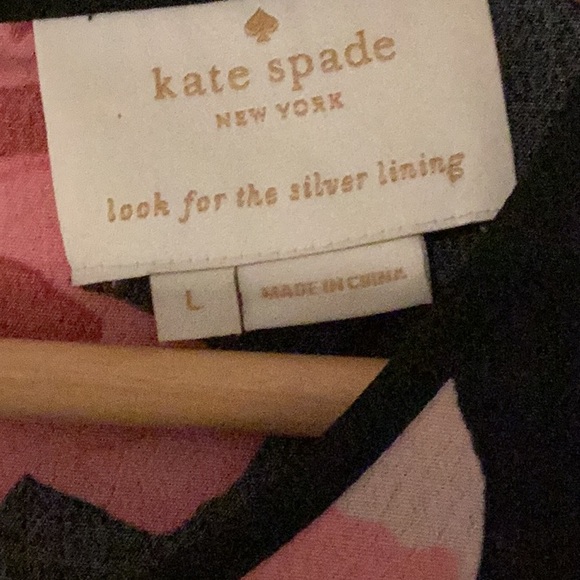 kate spade
NEW YORK
look for the silver lining
L
MADE IN CHINA